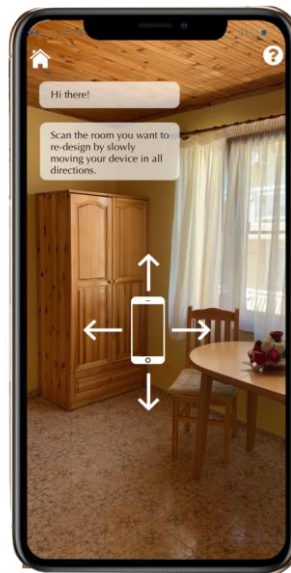 ?
Hi there!
Scan the room you want to
re-design by slowly
moving your device in all
directions.